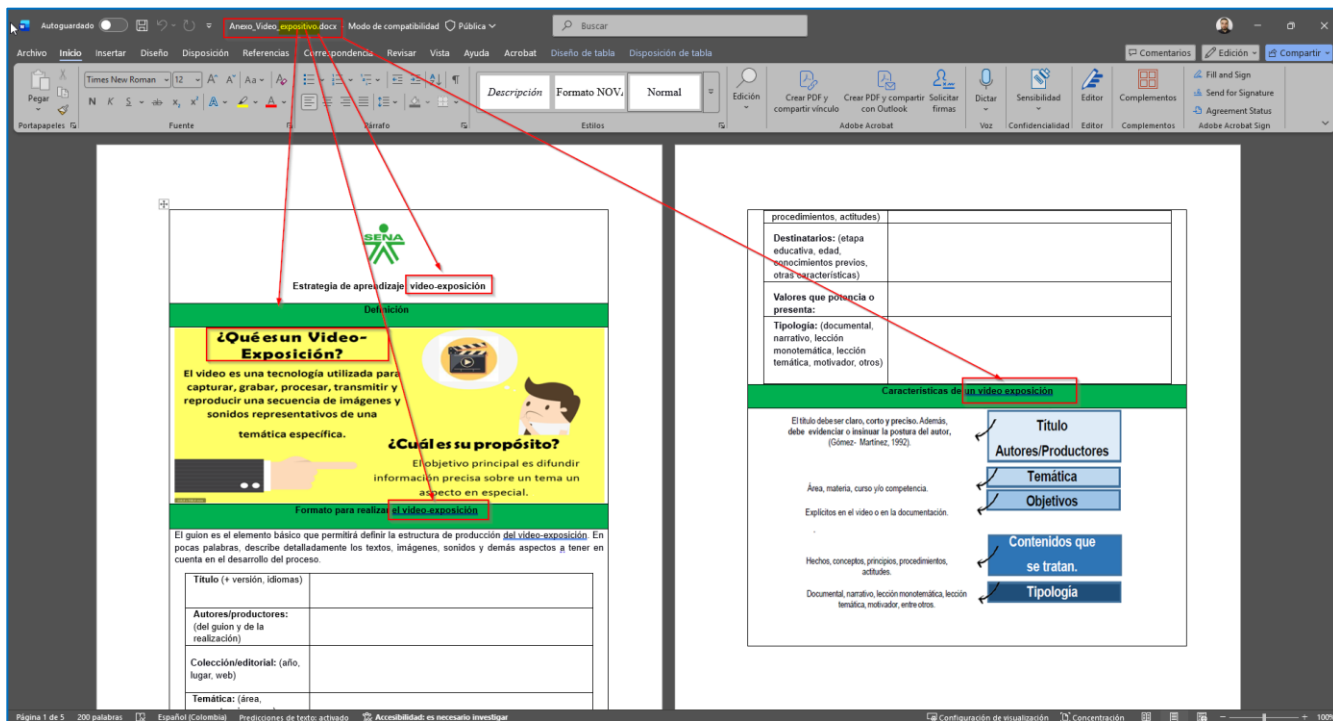 Autoguardado
Anexo_Video_expositivo.docx - Modo de compatibilidad
Pública
Buscar
Archivo Inicio Insertar Diseño Disposición Referencias Correspondencia Revisar Vista Ayuda Acrobat Diseño de tabla Disposición de tabla
Comentarios Edición Compartir
Pegar
Times New Roman 12
Descripción Formato NOV. Normal
Edición
Crear PDF y compartir vínculo
Crear PDF y compartir con Outlook
Solicitar firmas
Dictar
Sensibilidad
Editor
Complementos
Fill and Sign
Send for Signature
Agreement Status
Portapapeles Fuente Párrafo Estilos Adobe Acrobat Voz Confidencialidad Editor Complementos Adobe Acrobat Sign
SENA
Estrategia de aprendizaje: video-exposición
Definición
¿Qué es un Video-
Exposición?
El video es una tecnología utilizada para
capturar, grabar, procesar, transmitir y
reproducir una secuencia de imágenes y
sonidos representativos de una
temática específica.
¿Cuál es su propósito?
El objetivo principal es difundir
información precisa sobre un tema un
aspecto en especial.
Formato para realizar el video-exposición
El guion es el elemento básico que permitirá definir la estructura de producción del video-exposición. En
pocas palabras, describe detalladamente los textos, imágenes, sonidos y demás aspectos a tener en
cuenta en el desarrollo del proceso.
Título (+ versión, idiomas)
Autores/productores:
(del guion y de la
realización)
Colección/editorial: (año,
lugar, web)
Temática: (área,
procedimientos, actitudes)
Destinatarios: (etapa
educativa, edad,
conocimientos previos,
otras características)
Valores que potencia o
presenta:
Tipología: (documental,
narrativo, lección
monotemática, lección
temática, motivador, otros)
Características de un video exposición
El título debe ser claro, corto y preciso. Además,
debe evidenciar o insinuar la postura del autor,
(Gómez- Martínez, 1992).
Título
Autores/Productores
Área, materia, curso y/o competencia.
Temática
Explícitos en el video o en la documentación.
Objetivos
.
Hechos, conceptos, principios, procedimientos,
actitudes.
Contenidos que
se tratan.
Documental, narrativo, lección monotemática, lección
temática, motivador, entre otros.
Tipología
Página 1 de 5 200 palabras Español (Colombia) Predicciones de texto: activado Accesibilidad: es necesario investigar
Configuración de visualización Concentración 100%